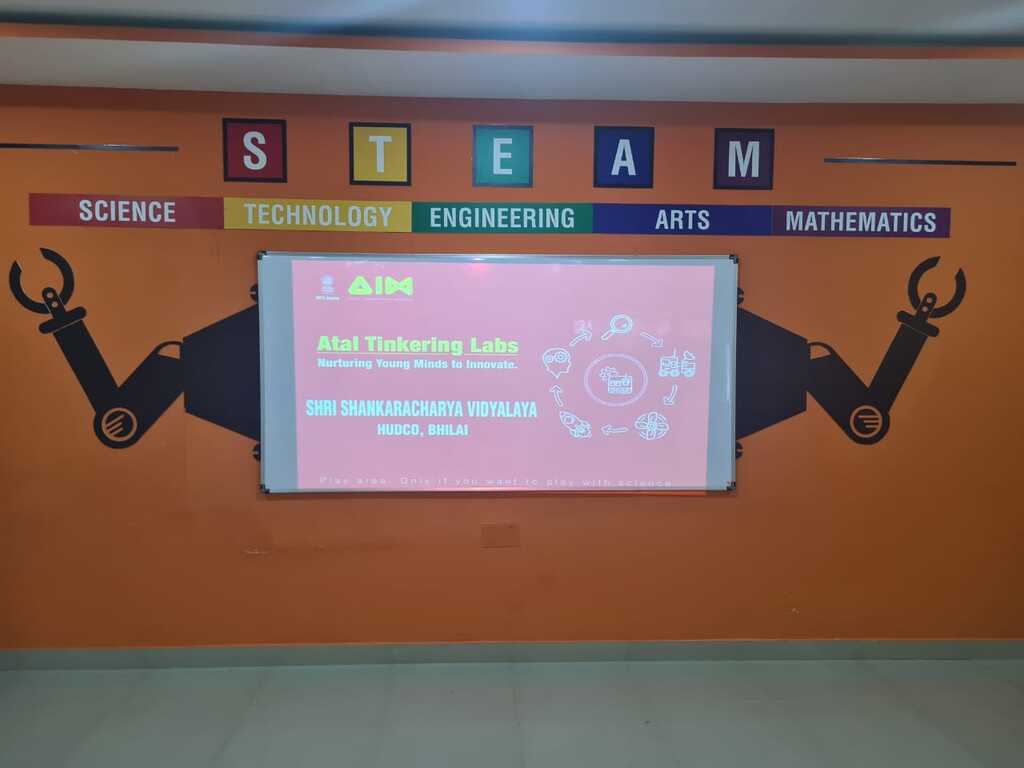 S T E A M
SCIENCE TECHNOLOGY ENGINEERING ARTS MATHEMATICS
AIM
Atal Tinkering Labs
Nurturing Young Minds to Innovate.
SHRI SHANKARACHARYA VIDYALAYA
HUDCO, BHILAI
Play area. Only if you want to play with science